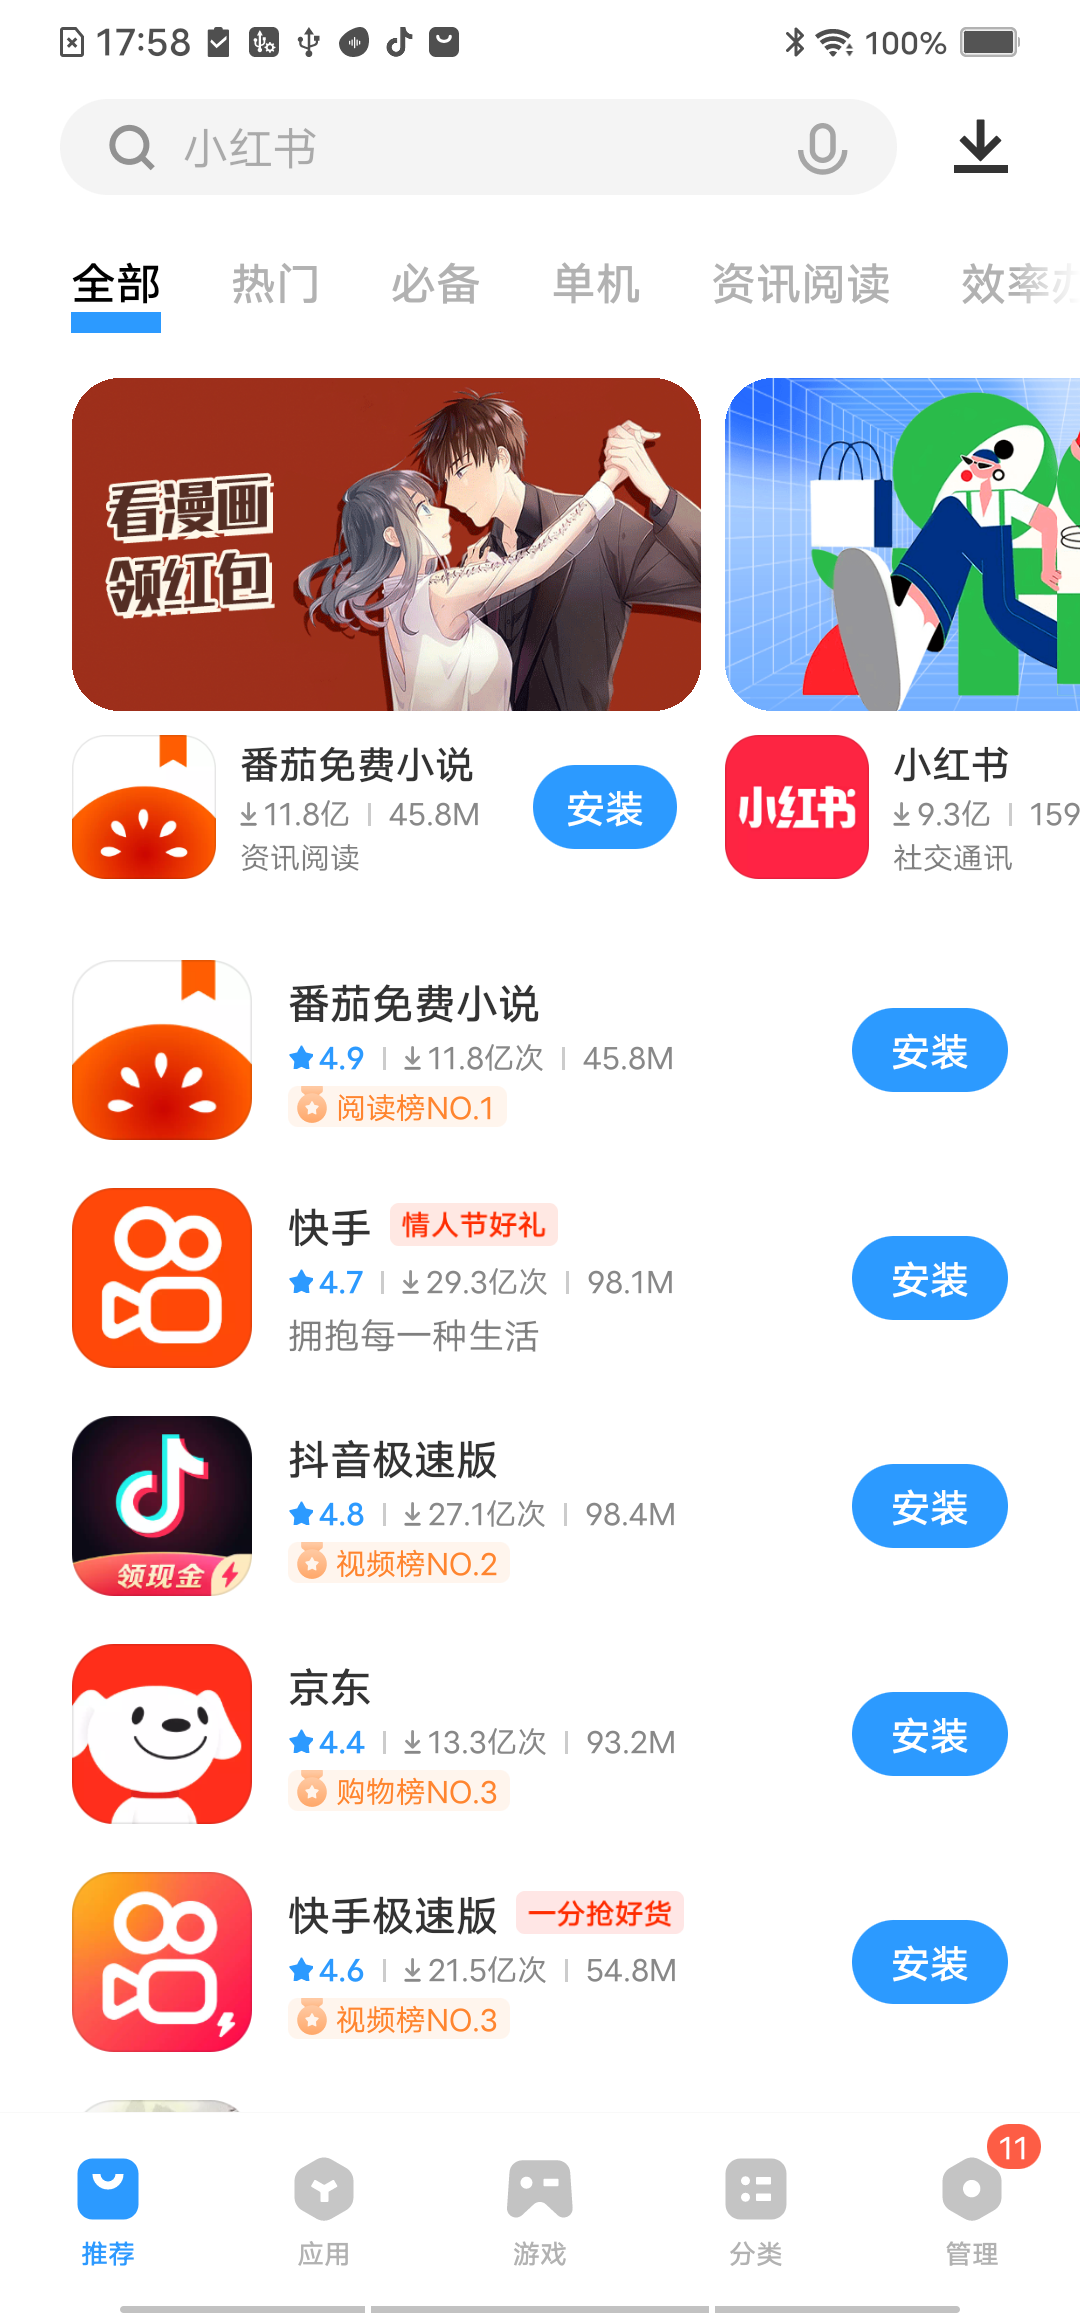 17:58
100%
小红书
全部 热门 必备 单机 资讯阅读 效率
看漫画
领红包
番茄免费小说
11.8亿 45.8M
资讯阅读
安装
小红书
小红书
9.3亿 159
社交通讯
番茄免费小说
4.9 11.8亿次 45.8M
阅读榜NO.1
安装
快手 情人节好礼
4.7 29.3亿次 98.1M
拥抱每一种生活
安装
领现金
抖音极速版
4.8 27.1亿次 98.4M
视频榜NO.2
安装
京东
4.4 13.3亿次 93.2M
购物榜NO.3
安装
快手极速版 一分抢好货
4.6 21.5亿次 54.8M
视频榜NO.3
安装
11
推荐 应用 游戏 分类 管理